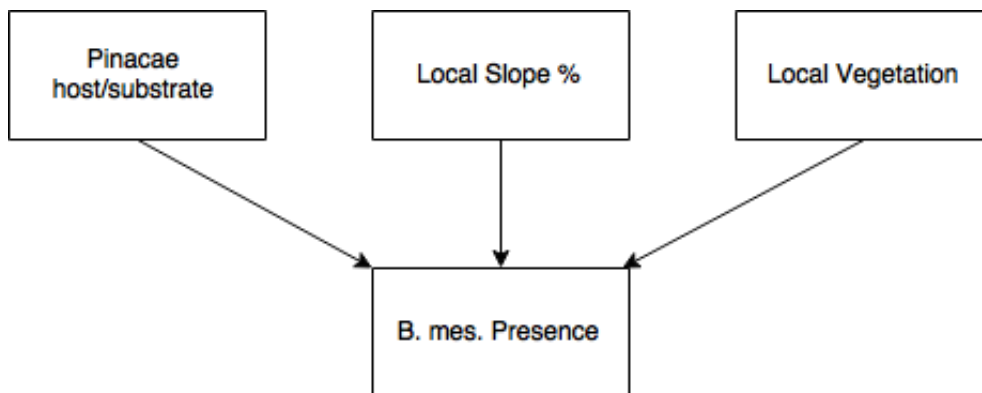 Pinacae
host/substrate
Local Slope %
Local Vegetation
B. mes. Presence